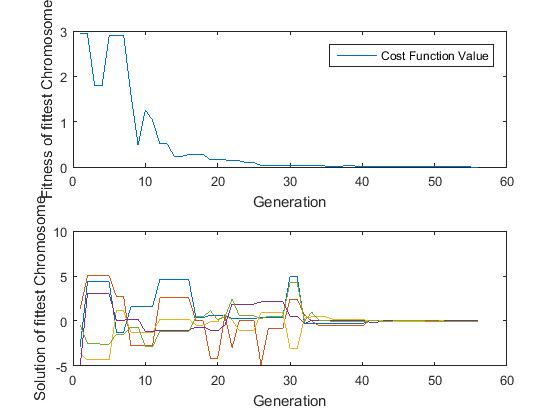 Fitness of fittest Chromosome
3
2
1
0
Cost Function Value
0 10 20 30 40 50 60
Generation
Solution of fittest Chromosome
10
5
0
-5
0 10 20 30 40 50 60
Generation